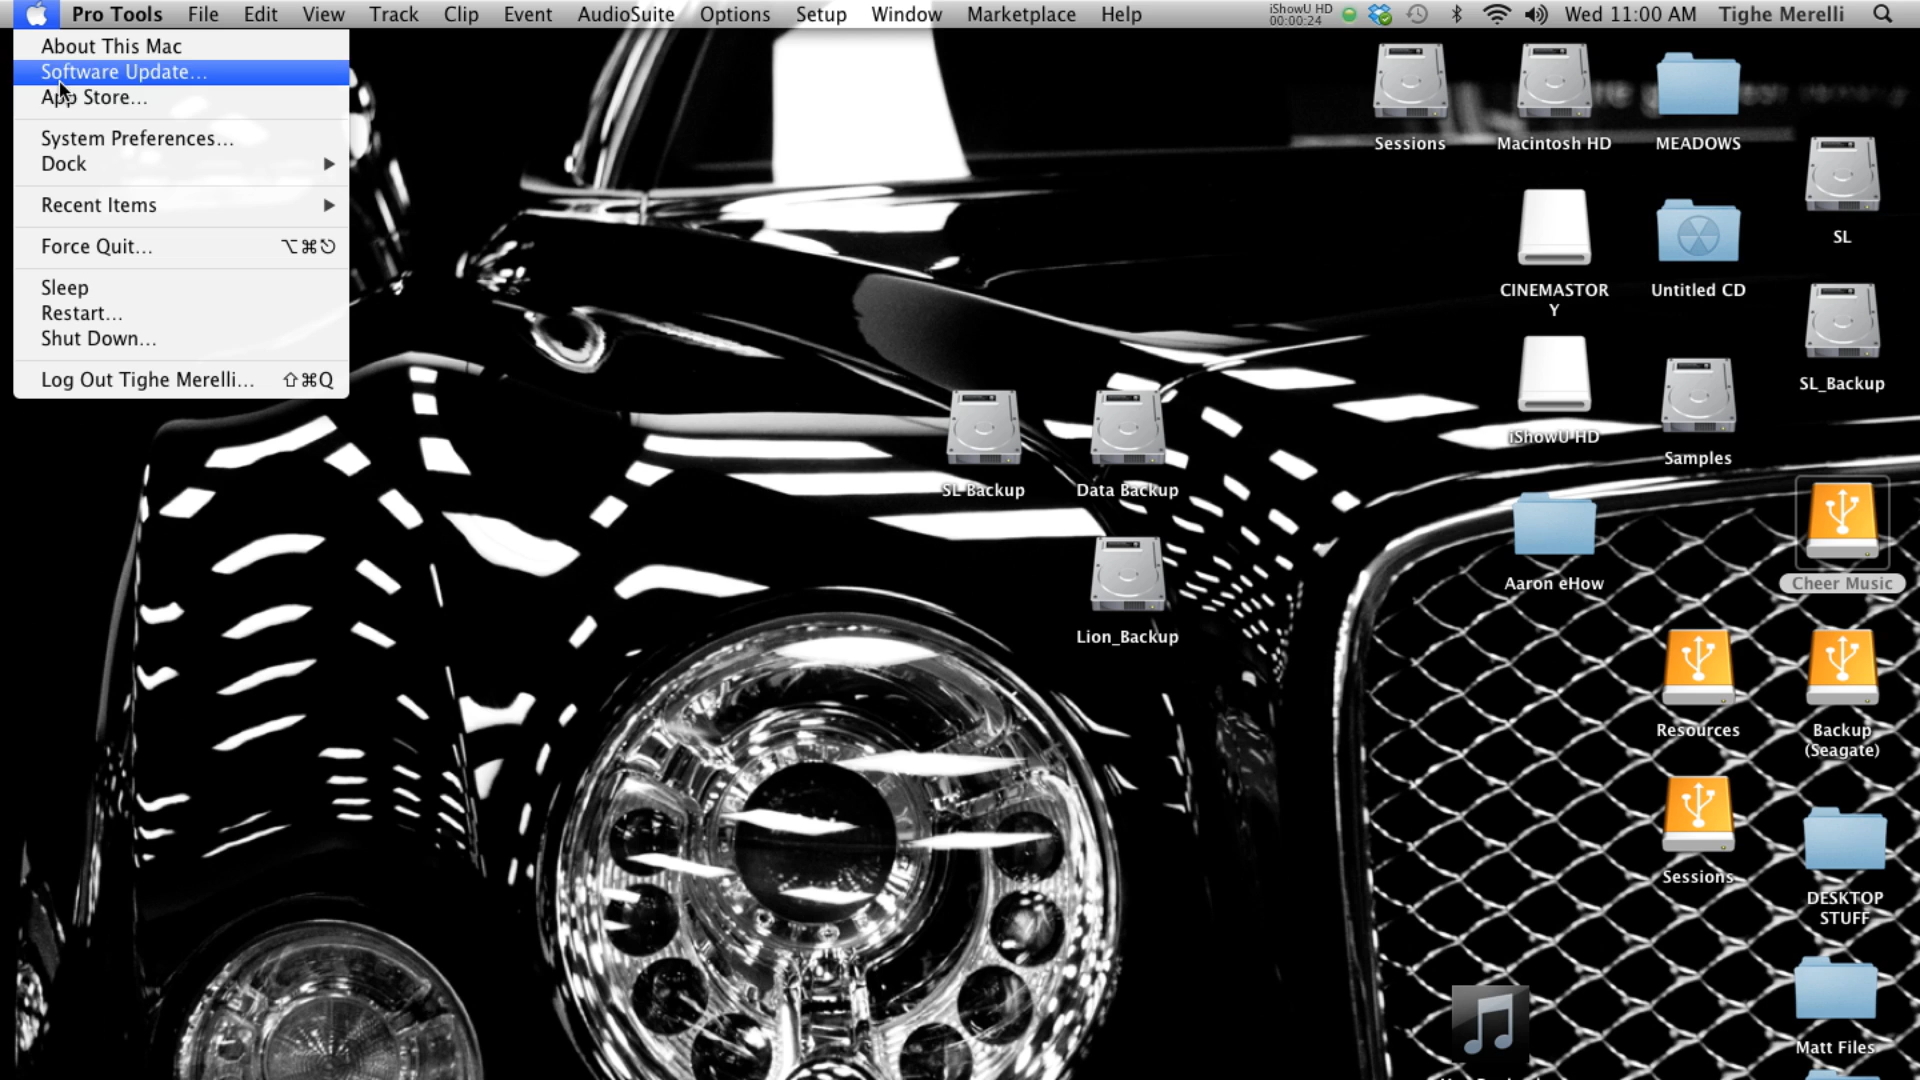 Pro Tools File Edit View Track Clip Event AudioSuite Options Setup Window Marketplace Help iShowU HD 00:00:24 Wed 11:00 AM Tighe Merelli
About This Mac
Software Update...
App Store...
System Preferences...
Dock
Recent Items
Force Quit... ⌥⌘⎋
Sleep
Restart...
Shut Down...
Log Out Tighe Merelli... ⇧⌘Q
Sessions
Macintosh HD
MEADOWS
SL
CINEMASTOR
Y
Untitled CD
SL_Backup
iShowU HD
Samples
SL Backup
Data Backup
Aaron eHow
Cheer Music
Lion_Backup
Resources
Backup
(Seagate)
Sessions
DESKTOP
STUFF
Matt Files